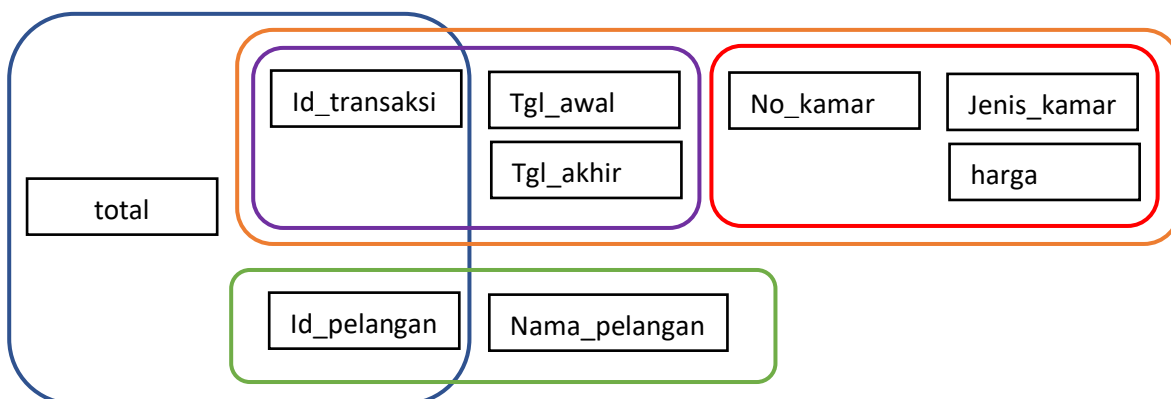 Id_transaksi
Tgl_awal
No_kamar
Jenis_kamar
Tgl_akhir
harga
total
Id_pelangan
Nama_pelangan